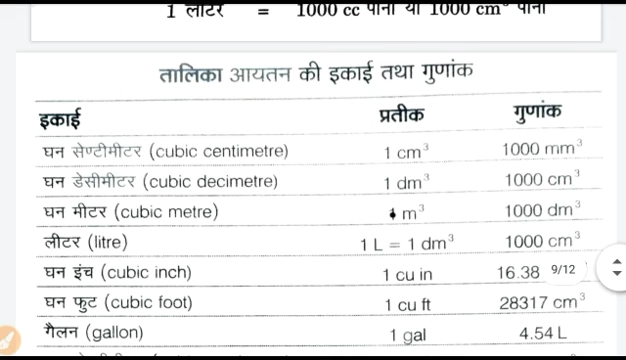 1 लीटर = 1000 cc पानी या 1000 cm³ पानी
तालिका आयतन की इकाई तथा गुणांक
इकाई प्रतीक गुणांक
घन सेण्टीमीटर (cubic centimetre) 1 cm³ 1000 mm³
घन डेसीमीटर (cubic decimetre) 1 dm³ 1000 cm³
घन मीटर (cubic metre) m³ 1000 dm³
लीटर (litre) 1 L = 1 dm³ 1000 cm³
घन इंच (cubic inch) 1 cu in 16.38 9/12
घन फुट (cubic foot) 1 cu ft 28317 cm³
गैलन (gallon) 1 gal 4.54 L